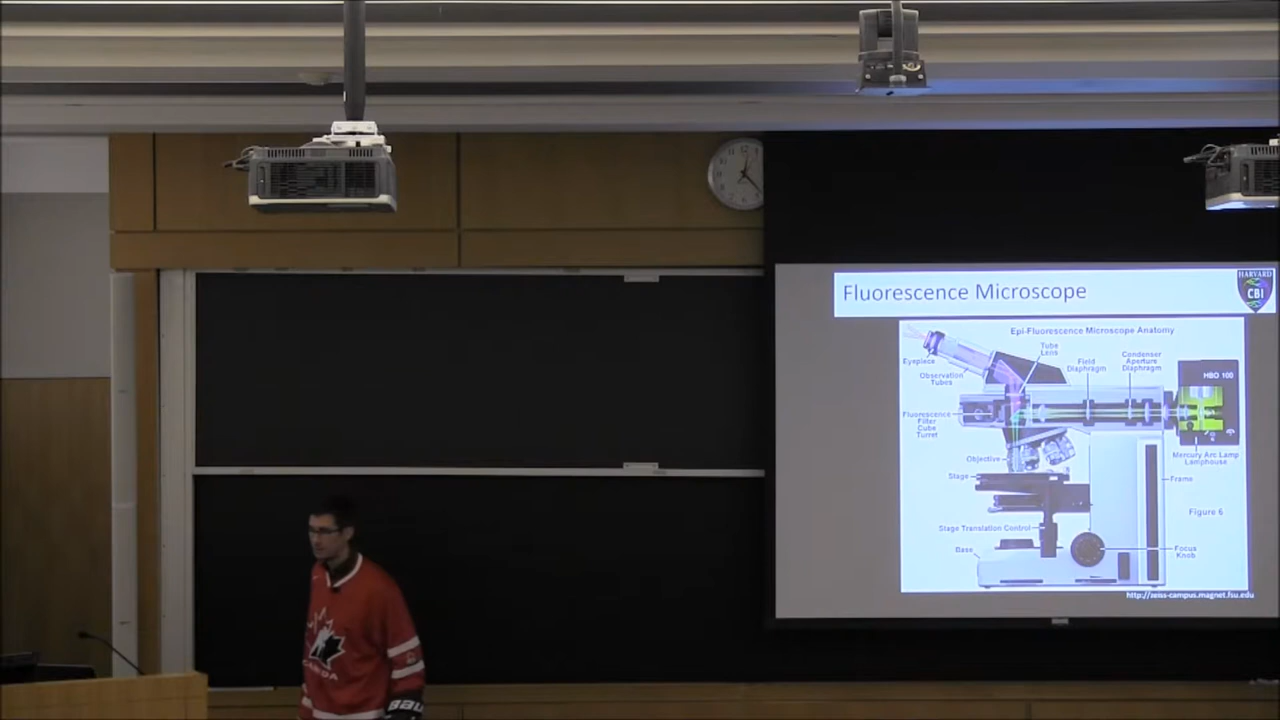 Fluorescence Microscope
HARVARD
CBI
Epi-Fluorescence Microscope Anatomy
Tube
Lens
Field
Diaphragm
Condenser
Aperture
Diaphragm
HBO 100
Eyepiece
Observation
Tubes
Fluorescence
Filter
Cube
Turret
Mercury Arc Lamp
Lamphouse
Objective
Stage
Frame
Figure 6
Stage Translation Control
Base
Focus
Knob
http://zeiss-campus.magnet.fsu.edu
CANADA